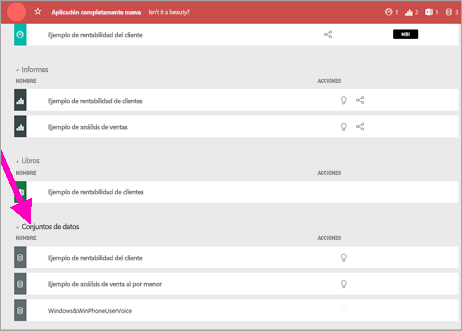 Aplicación completamente nueva Isn't it a beauty? 1 2 1 3
Ejemplo de rentabilidad del cliente MBI
Informes
NOMBRE ACCIONES
Ejemplo de rentabilidad de clientes
Ejemplo de análisis de ventas
Libros
NOMBRE ACCIONES
Ejemplo de rentabilidad de clientes
Conjuntos de datos
NOMBRE ACCIONES
Ejemplo de rentabilidad del cliente
Ejemplo de análisis de venta al por menor
Windows&WinPhoneUserVoice